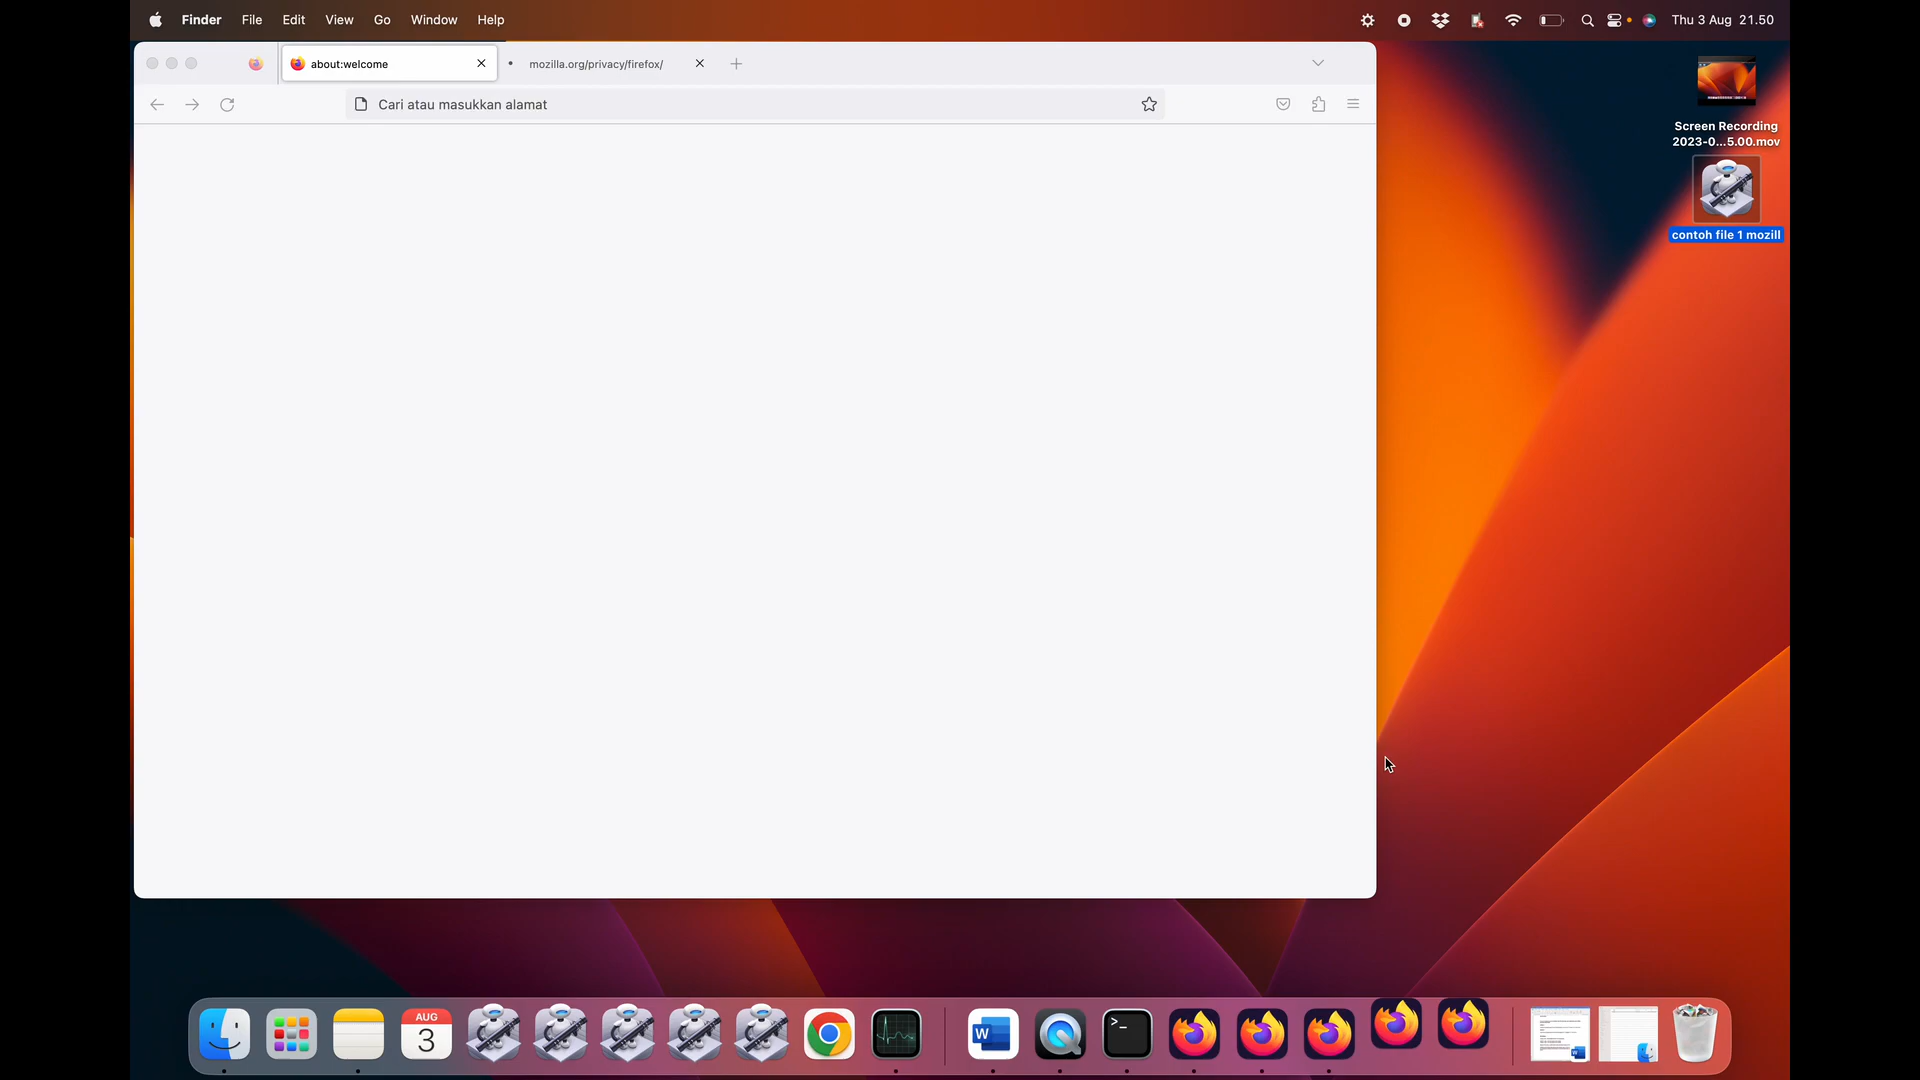 Finder File Edit View Go Window Help Thu 3 Aug 21.50
about:welcome mozilla.org/privacy/firefox/
Cari atau masukkan alamat
Screen Recording
2023-0...5.00.mov
contoh file 1 mozill
AUG
3
W
>_